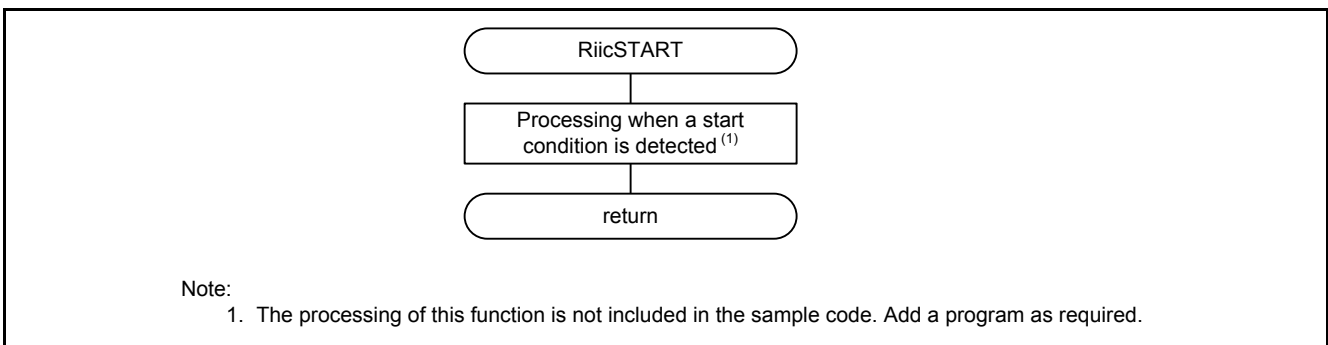 RiicSTART
Processing when a start
condition is detected (1)
return
Note:
1. The processing of this function is not included in the sample code. Add a program as required.